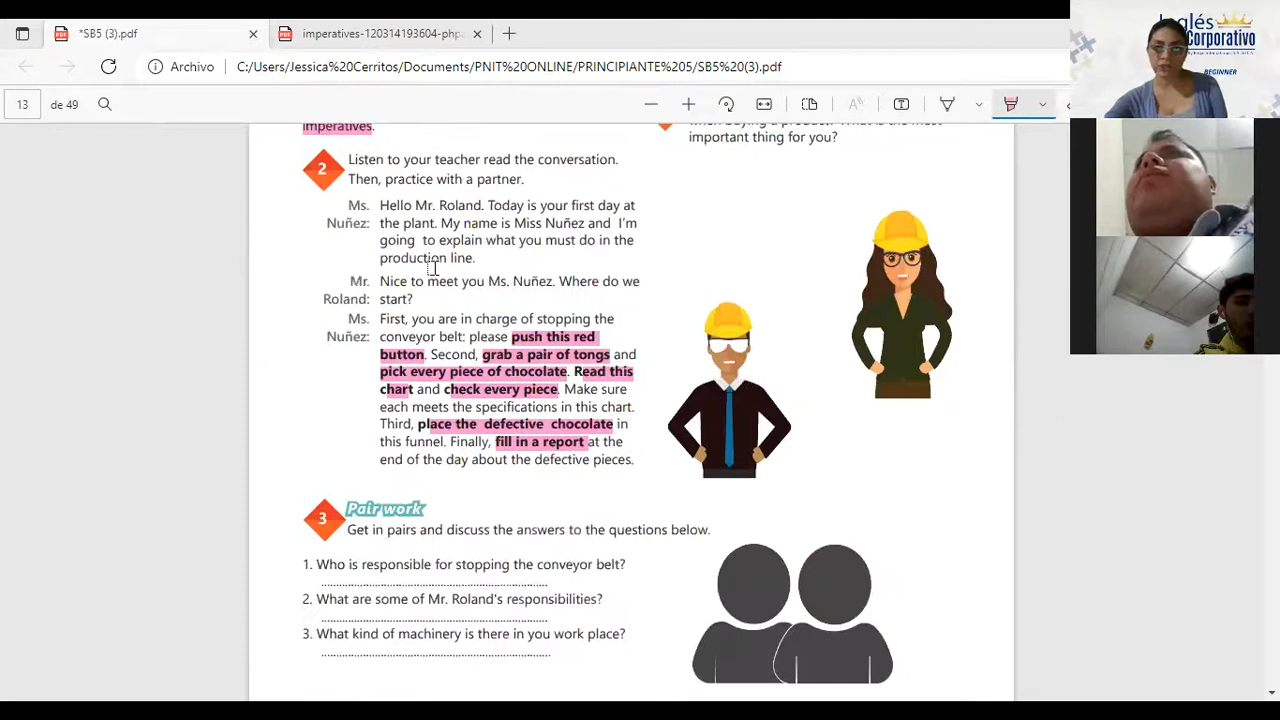 *SB5 (3).pdf
imperatives-120314193604-php
Archivo
C:/Users/Jessica%20Cerritos/Documents/PNIT%20ONLINE/PRINCIPIANTE%205/SB5%20(3).pdf
Inglés
Corporativo
BEGINNER
13 de 49
imperatives.
important thing for you?
2
Listen to your teacher read the conversation.
Then, practice with a partner.
Ms. Nuñez: Hello Mr. Roland. Today is your first day at
the plant. My name is Miss Nuñez and I'm
going to explain what you must do in the
production line.
Mr. Roland: Nice to meet you Ms. Nuñez. Where do we
start?
Ms. Nuñez: First, you are in charge of stopping the
conveyor belt: please push this red
button. Second, grab a pair of tongs and
pick every piece of chocolate. Read this
chart and check every piece. Make sure
each meets the specifications in this chart.
Third, place the defective chocolate in
this funnel. Finally, fill in a report at the
end of the day about the defective pieces.
3
Pair work
Get in pairs and discuss the answers to the questions below.
1. Who is responsible for stopping the conveyor belt?
2. What are some of Mr. Roland's responsibilities?
3. What kind of machinery is there in you work place?